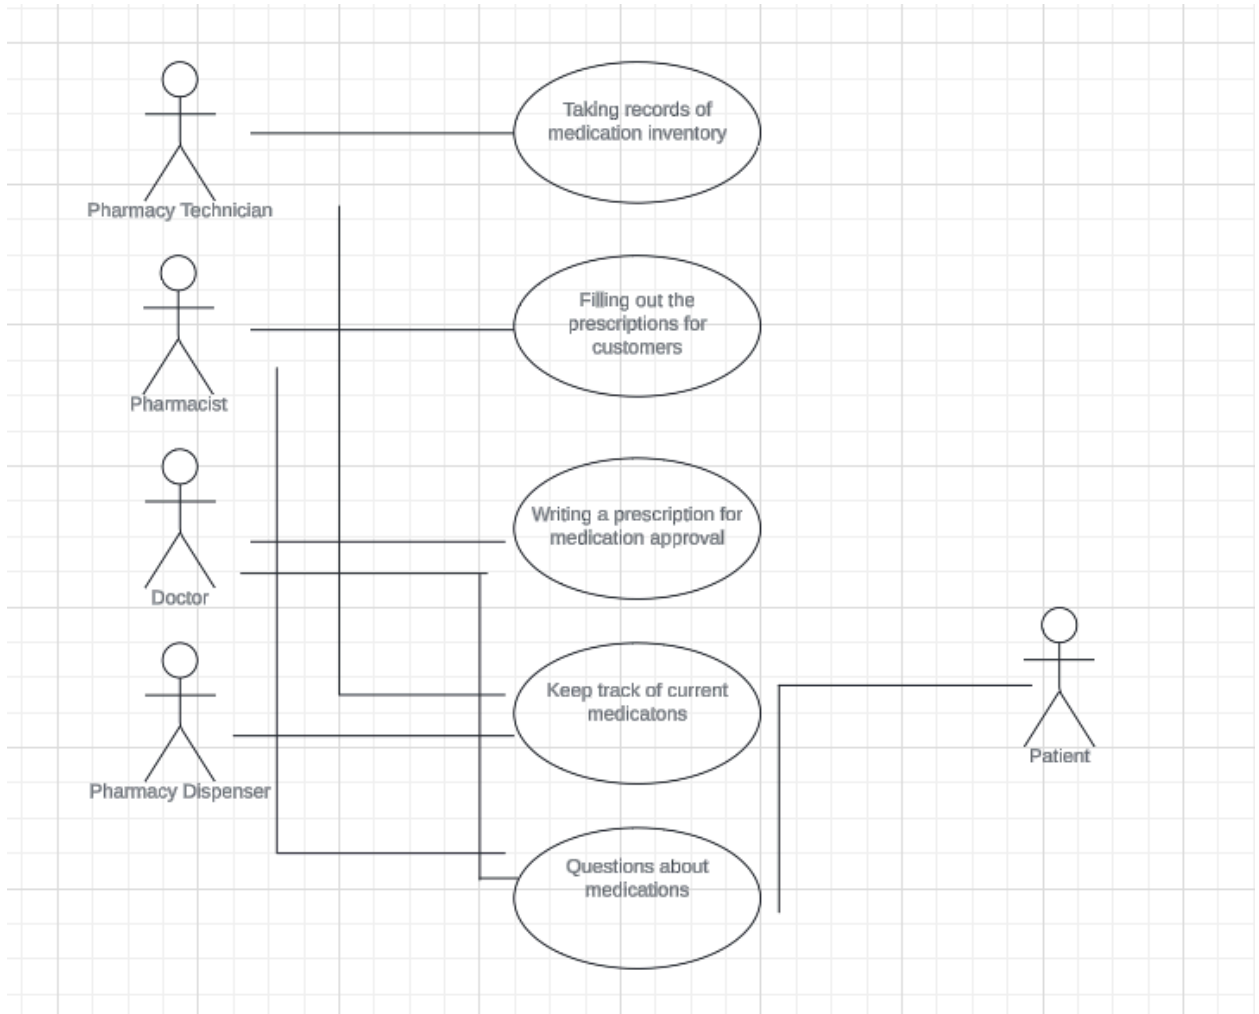 Taking records of
medication inventory
Pharmacy Technician
Filling out the
prescriptions for
customers
Pharmacist
Writing a prescription for
medication approval
Doctor
Keep track of current
medicatons
Patient
Pharmacy Dispenser
Questions about
medications